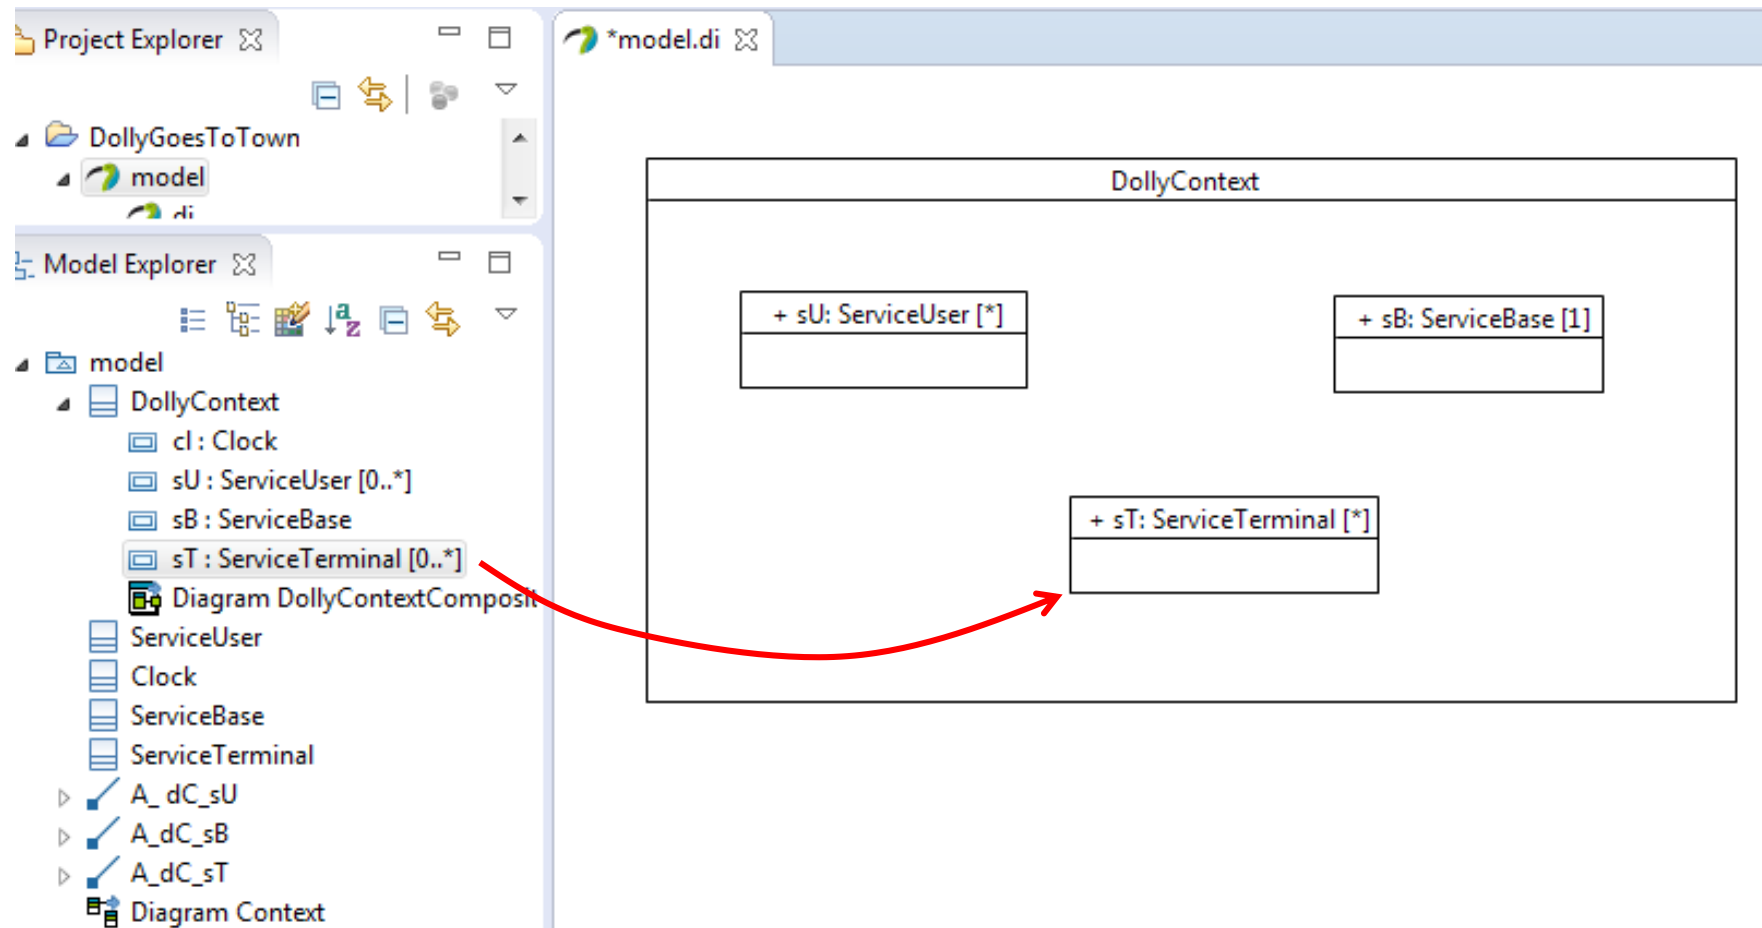 Project Explorer
DollyGoesToTown
model
di
Model Explorer
model
DollyContext
cl : Clock
sU : ServiceUser [0..*]
sB : ServiceBase
sT : ServiceTerminal [0..*]
Diagram DollyContextComposit
ServiceUser
Clock
ServiceBase
ServiceTerminal
A_ dC_sU
A_dC_sB
A_dC_sT
Diagram Context
*model.di
DollyContext
+ sU: ServiceUser [*]
+ sB: ServiceBase [1]
+ sT: ServiceTerminal [*]